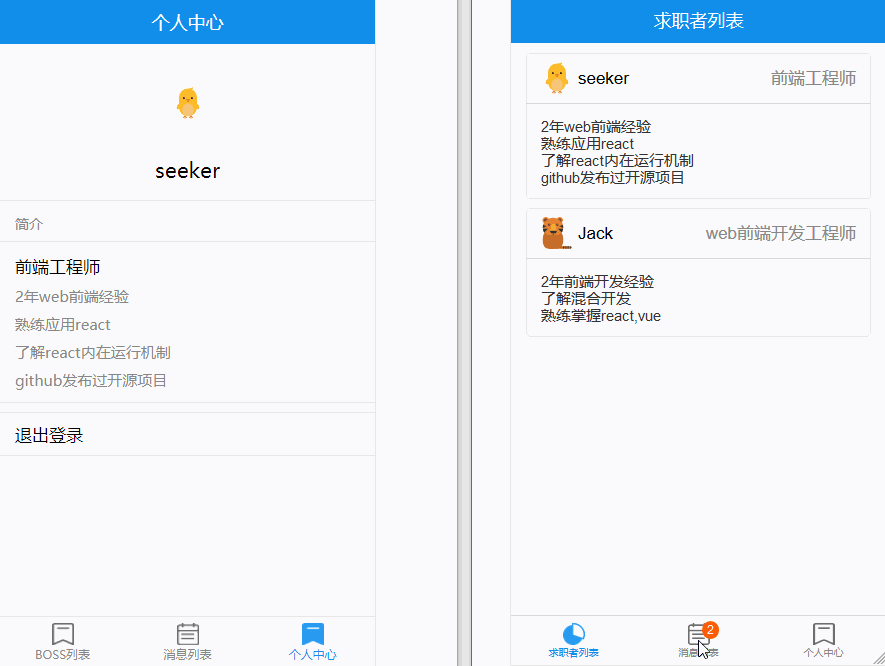 个人中心
seeker
简介
前端工程师
2年web前端经验
熟练应用react
了解react内在运行机制
github发布过开源项目
退出登录
BOSS列表
消息列表
个人中心
求职者列表
seeker
前端工程师
2年web前端经验
熟练应用react
了解react内在运行机制
github发布过开源项目
Jack
web前端开发工程师
2年前端开发经验
了解混合开发
熟练掌握react,vue
求职者列表
2
消息列表
个人中心